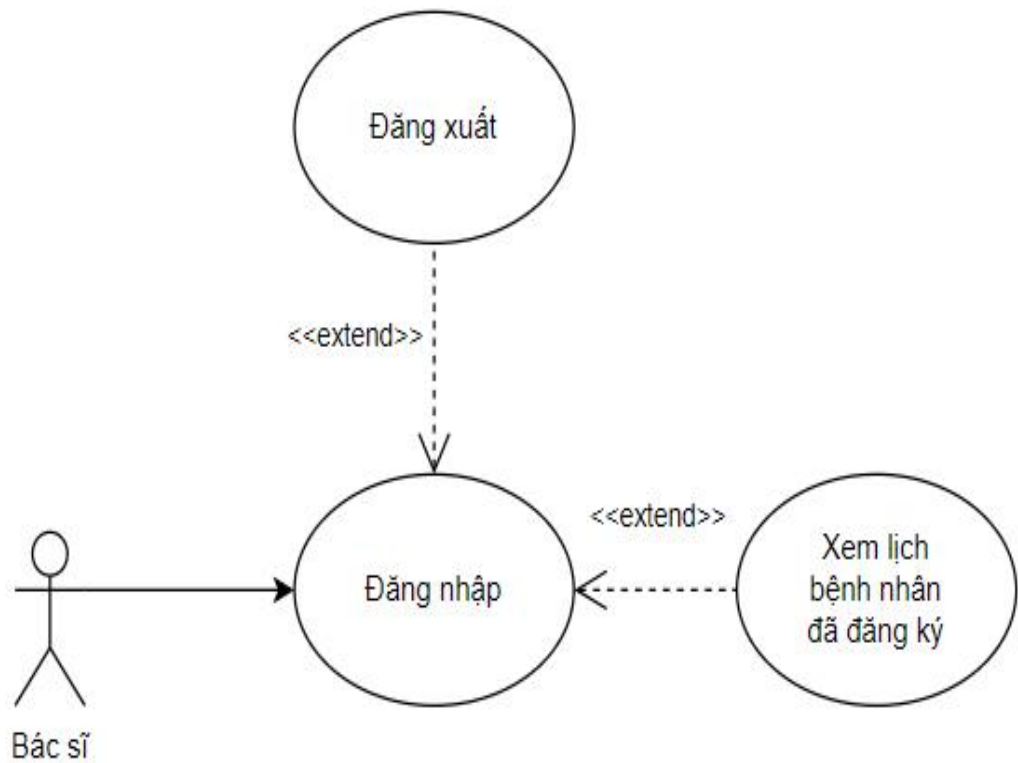 Đăng xuất
<<extend>>
<<extend>>
Đăng nhập
Xem lịch
bệnh nhân
đã đăng ký
Bác sĩ